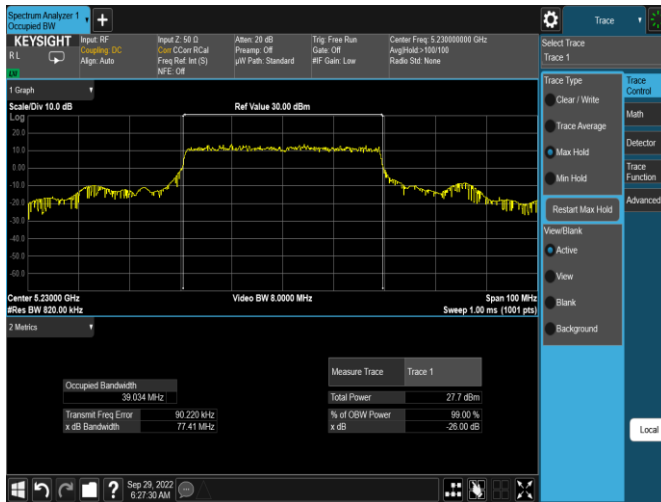 Spectrum Analyzer 1
Occupied BW
Trace
KEYSIGHT
RL
LXI
Input: RF
Coupling: DC
Align: Auto
Input Z: 50 Ω
Corr CCorr RCal
Freq Ref: Int (S)
NFE: Off
Atten: 20 dB
Preamp: Off
µW Path: Standard
Trig: Free Run
Gate: Off
#IF Gain: Low
Center Freq: 5.230000000 GHz
Avg|Hold:>100/100
Radio Std: None
Select Trace
Trace 1
1 Graph
Scale/Div 10.0 dB
Ref Value 30.00 dBm
Log
20.0
10.0
0.00
-10.0
-20.0
-30.0
-40.0
-50.0
-60.0
Center 5.23000 GHz
Video BW 8.0000 MHz
Span 100 MHz
#Res BW 820.00 kHz
Sweep 1.00 ms (1001 pts)
2 Metrics
Measure Trace Trace 1
Occupied Bandwidth
39.034 MHz
Total Power 27.7 dBm
Transmit Freq Error 90.220 kHz
% of OBW Power 99.00 %
x dB Bandwidth 77.41 MHz
x dB -26.00 dB
Trace Type
Clear / Write
Trace Average
Max Hold
Min Hold
Restart Max Hold
View/Blank
Active
View
Blank
Background
Trace
Control
Math
Detector
Trace
Function
Advanced
Local
Sep 29, 2022
6:27:30 AM